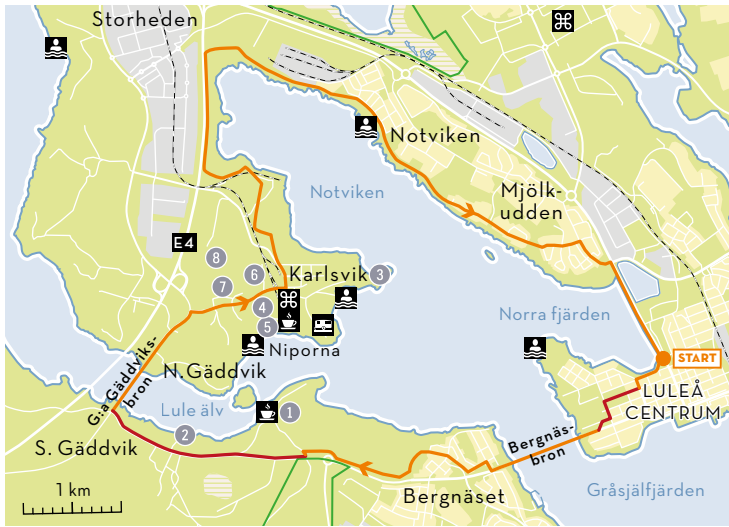 Storheden
Notviken
Mjölk-
udden
Notviken
E4
8
6
7
Karlsvik
3
4
5
Niporna
Norra fjärden
START
G:a Gäddviks-
bron
N.Gäddvik
Lule älv
1
2
LULEÅ
CENTRUM
Bergnäs-
bron
S. Gäddvik
1 km
Bergnäset
Gråsjälfjärden